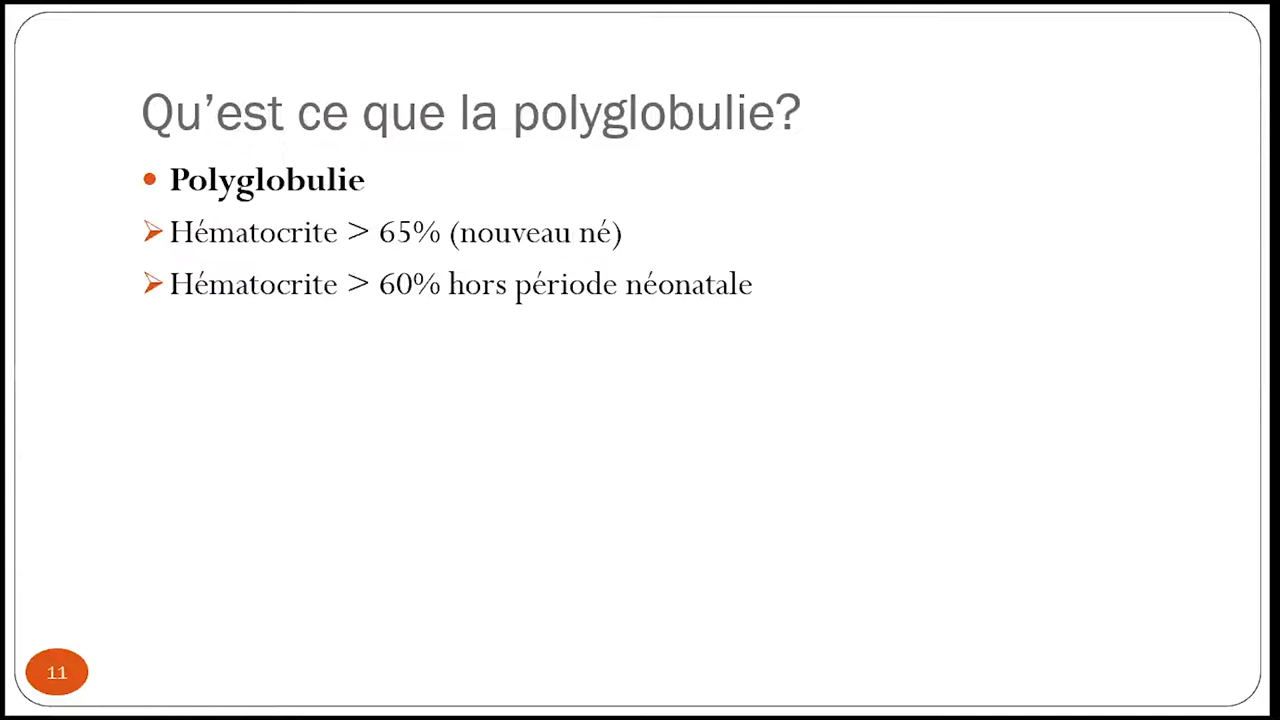 Qu’est ce que la polyglobulie?
Polyglobulie
Hématocrite > 65% (nouveau né)
Hématocrite > 60% hors période néonatale
11